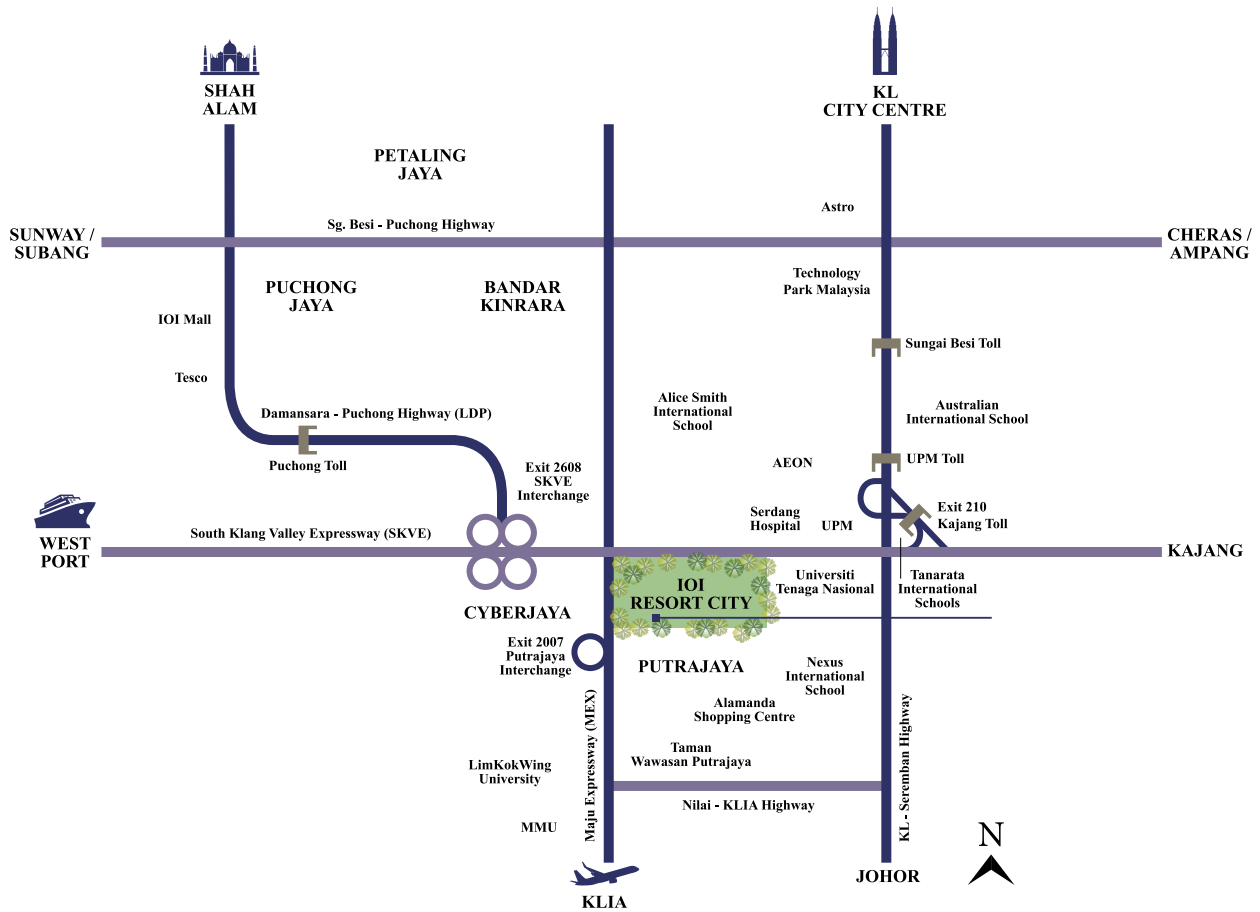 SHAH
ALAM
KL
CITY CENTRE
PETALING
JAYA
Astro
Sg. Besi - Puchong Highway
SUNWAY /
SUBANG
CHERAS /
AMPANG
PUCHONG
JAYA
BANDAR
KINRARA
Technology
Park Malaysia
IOI Mall
Sungai Besi Toll
Tesco
Alice Smith
International
School
Australian
International School
Damansara - Puchong Highway (LDP)
Puchong Toll
Exit 2608
SKVE
Interchange
AEON
UPM Toll
Serdang
Hospital
UPM
Exit 210
Kajang Toll
WEST
PORT
South Klang Valley Expressway (SKVE)
KAJANG
IOI
RESORT CITY
Universiti
Tenaga Nasional
Tanarata
International
Schools
CYBERJAYA
Exit 2007
Putrajaya
Interchange
PUTRAJAYA
Nexus
International
School
Alamanda
Shopping Centre
Maju Expressway (MEX)
KL - Seremban Highway
Taman
Wawasan Putrajaya
LimKokWing
University
Nilai - KLIA Highway
MMU
N
KLIA
JOHOR